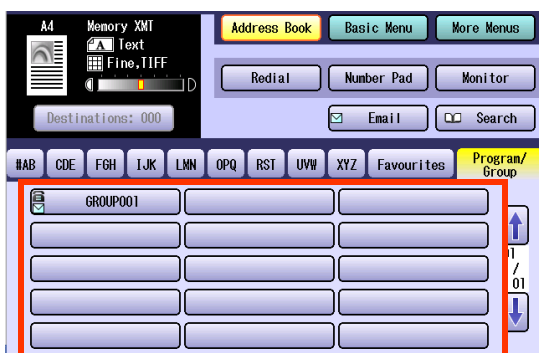 A4 Memory XMT
A Text
Fine,TIFF
D
Destinations: 000
Address Book Basic Menu More Menus
Redial Number Pad Monitor
Email Search
#AB CDE FGH IJK LMN OPQ RST UVW XYZ Favourites Program/
Group
GROUP001
/
01